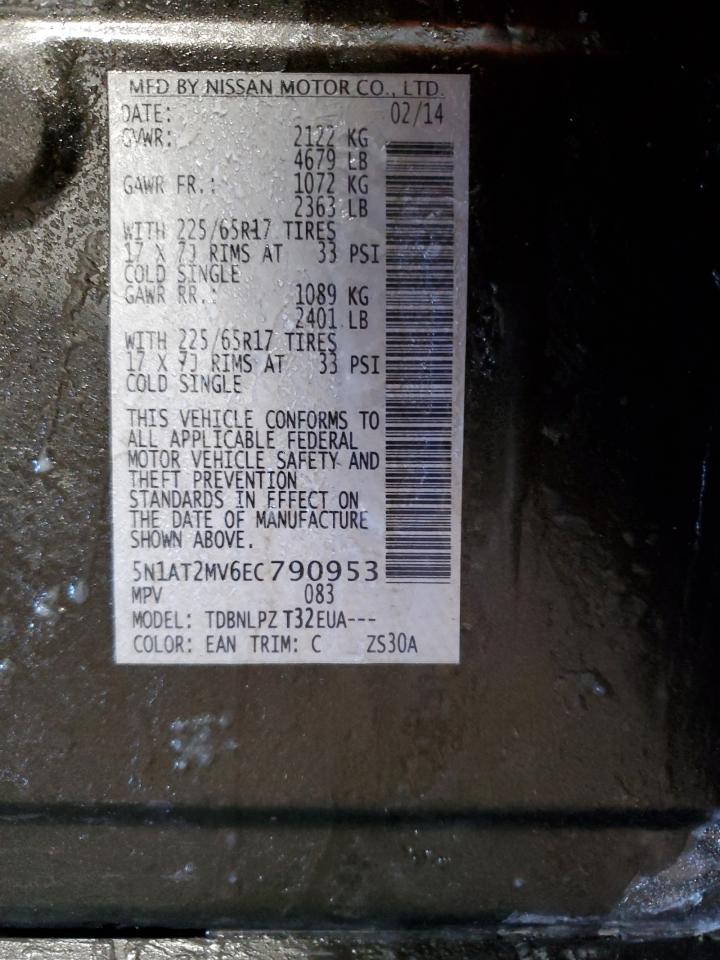 MFD BY NISSAN MOTOR CO., LTD.
DATE: 02/14
GVWR: 2122 KG
4679 LB
GAWR FR.: 1072 KG
2363 LB
WITH 225/65R17 TIRES
17 X 7J RIMS AT 33 PSI
COLD SINGLE
GAWR RR.: 1089 KG
2401 LB
WITH 225/65R17 TIRES
17 X 7J RIMS AT 33 PSI
COLD SINGLE
THIS VEHICLE CONFORMS TO
ALL APPLICABLE FEDERAL
MOTOR VEHICLE SAFETY AND
THEFT PREVENTION
STANDARDS IN EFFECT ON
THE DATE OF MANUFACTURE
SHOWN ABOVE.
5N1AT2MV6EC790953
MPV 083
MODEL: TDBNLPZ T32EUA---
COLOR: EAN TRIM: C ZS30A